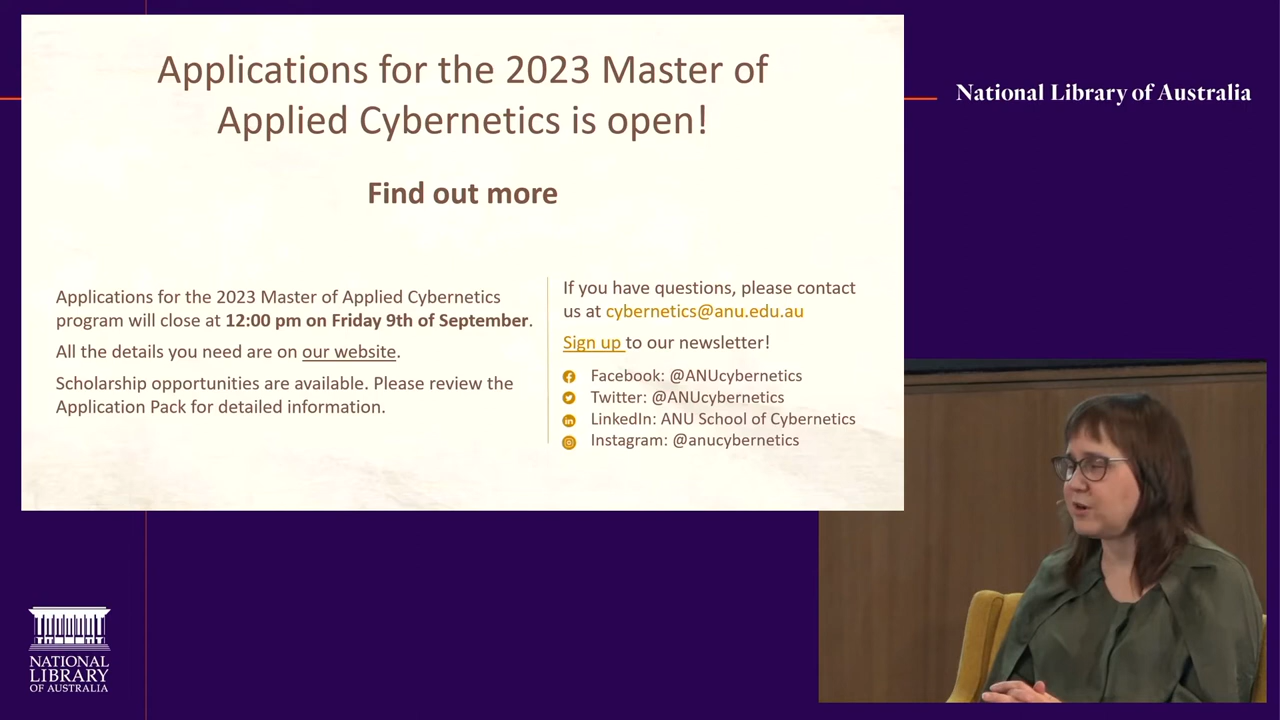 Applications for the 2023 Master of
Applied Cybernetics is open!
Find out more
Applications for the 2023 Master of Applied Cybernetics
program will close at 12:00 pm on Friday 9th of September.
All the details you need are on our website.
Scholarship opportunities are available. Please review the
Application Pack for detailed information.
If you have questions, please contact
us at cybernetics@anu.edu.au
Sign up to our newsletter!
Facebook: @ANUcybernetics
Twitter: @ANUcybernetics
LinkedIn: ANU School of Cybernetics
Instagram: @anucybernetics
National Library of Australia
NATIONAL
LIBRARY
OF AUSTRALIA